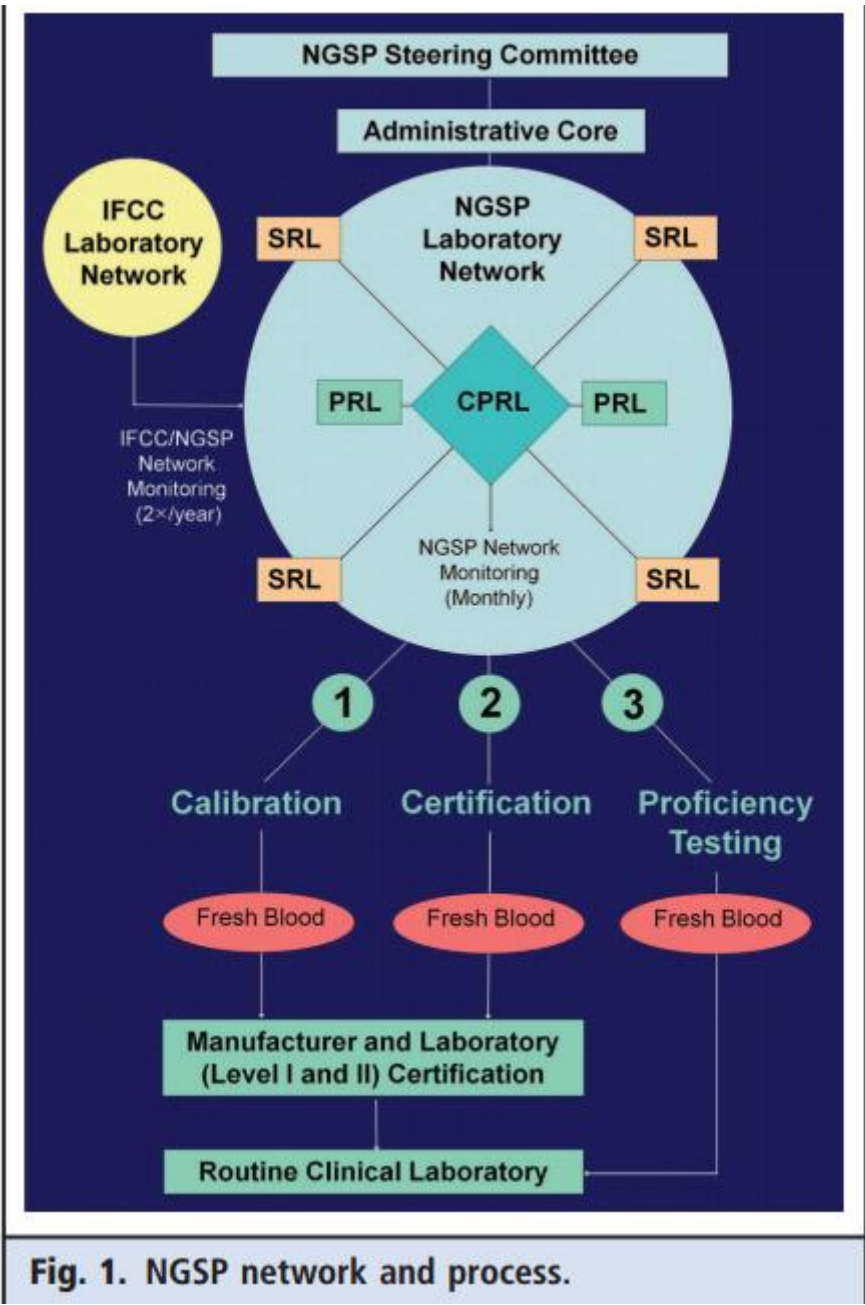 NGSP Steering Committee
Administrative Core
IFCC
Laboratory
Network
NGSP
Laboratory
Network
SRL
SRL
PRL
CPRL
PRL
IFCC/NGSP
Network
Monitoring
(2×/year)
NGSP Network
Monitoring
(Monthly)
SRL
SRL
1
2
3
Calibration
Certification
Proficiency
Testing
Fresh Blood
Fresh Blood
Fresh Blood
Manufacturer and Laboratory
(Level I and II) Certification
Routine Clinical Laboratory
Fig. 1. NGSP network and process.